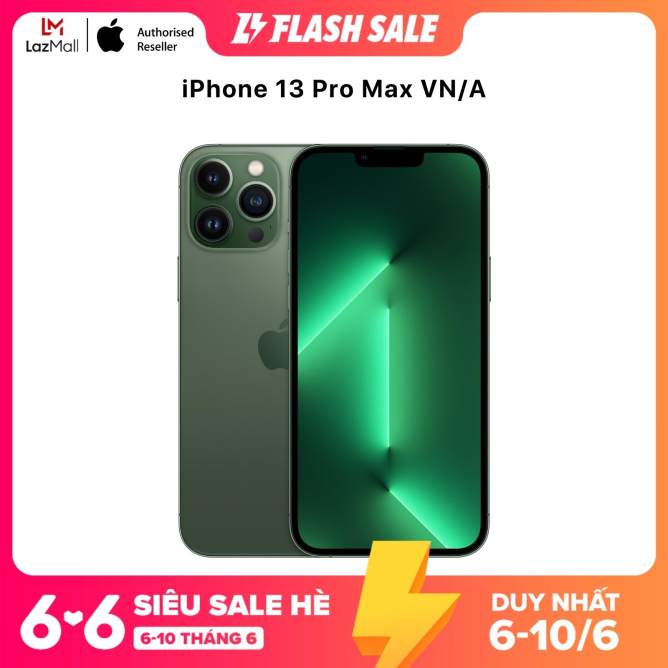 LM
LazMall
Authorised
Reseller
FLASH SALE
iPhone 13 Pro Max VN/A
6♥6
SIÊU SALE HÈ
6-10 THÁNG 6
DUY NHẤT
6-10/6